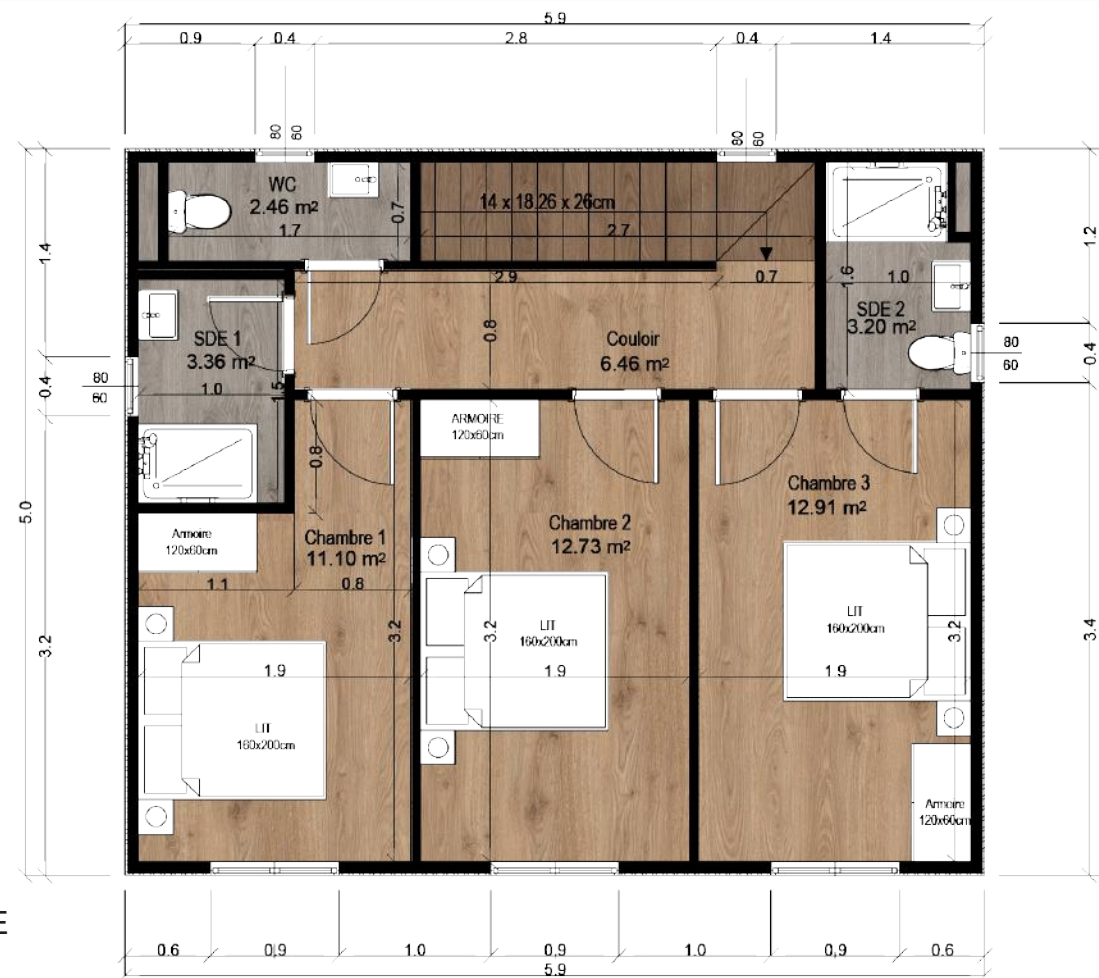 5.9
0.9
0.4
2.8
0.4
1.4
80
60
80
60
WC
2.46 m²
1.7
0.7
14 x 18.26 x 26cm
2.7
1.4
1.2
2.9
0.7
1.6
1.0
SDE 2
3.20 m²
SDE 1
3.36 m²
0.8
Couloir
6.46 m²
80
60
0.4
0.4
80
60
1.0
1.5
ARMOIRE
120x60cm
0.8
Chambre 3
12.91 m²
5.0
Armoire
120x60cm
Chambre 1
11.10 m²
Chambre 2
12.73 m²
1.1
0.8
LIT
160x200cm
LIT
160x200cm
3.2
3.2
3.2
3.2
3.4
1.9
1.9
1.9
LIT
160x200cm
Armoire
120x60cm
E
0.6
0,9
1.0
0.9
1.0
0,9
0.6
5.9